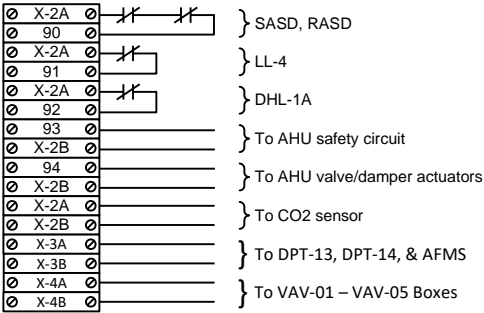 X-2A
90
SASD, RASD
X-2A
91
LL-4
X-2A
92
DHL-1A
93
X-2B
To AHU safety circuit
94
X-2B
To AHU valve/damper actuators
X-2A
X-2B
To CO2 sensor
X-3A
X-3B
To DPT-13, DPT-14, & AFMS
X-4A
X-4B
To VAV-01 – VAV-05 Boxes